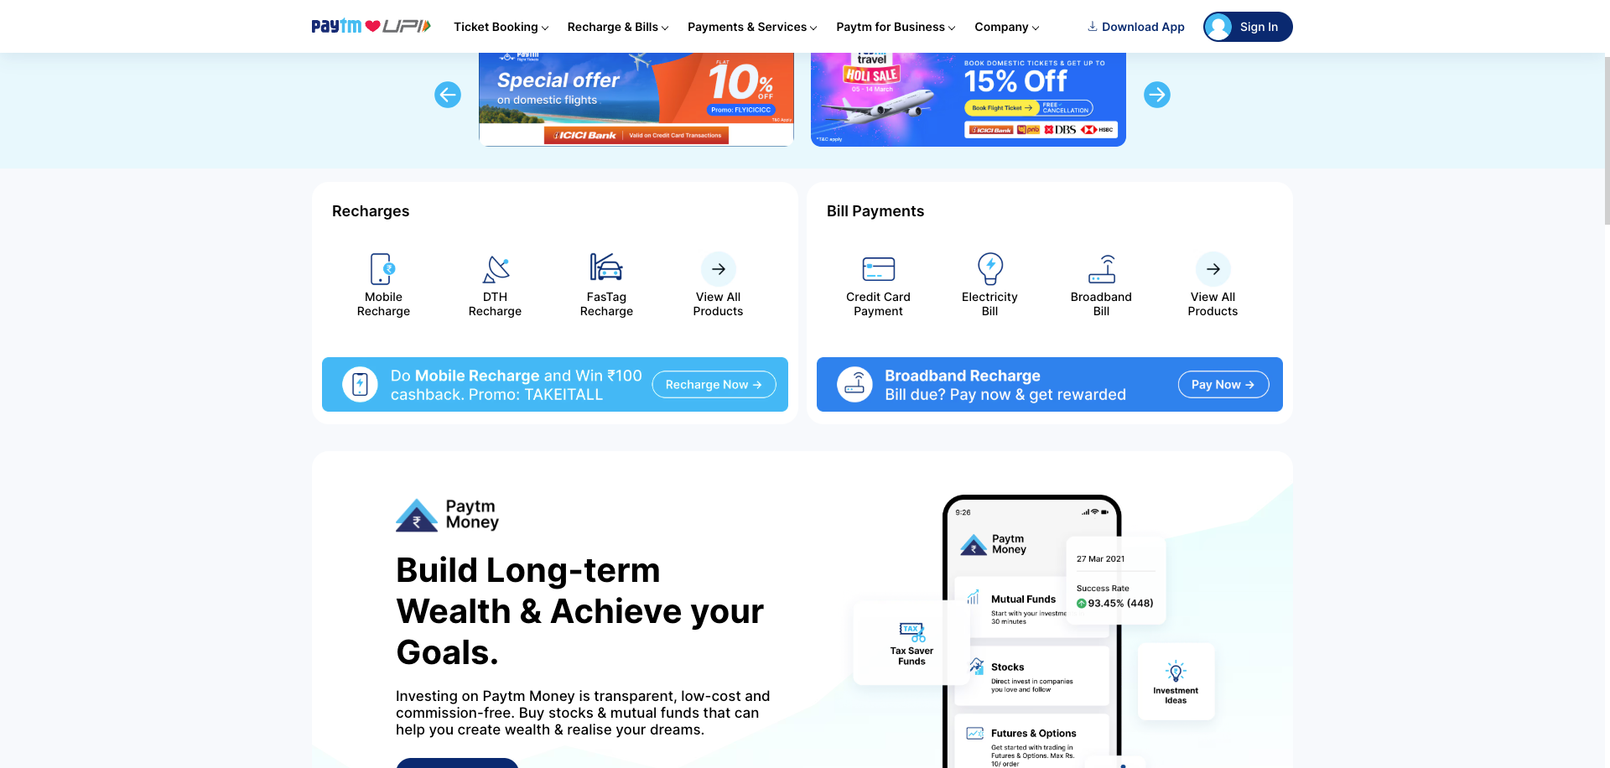 paytm UPI
Ticket Booking
Recharge & Bills
Payments & Services
Paytm for Business
Company
Download App
Sign In
Special offer
on domestic flights
FLAT
10% OFF
Promo: FLYICICICC
*T&C Apply
ICICI Bank | Valid on Credit Card Transactions
travel
HOLI SALE
05 - 14 March
BOOK DOMESTIC TICKETS & GET UP TO
15% Off
Book Flight Ticket →
FREE
CANCELLATION
ICICI Bank pnb DBS HSBC
*T&C apply
Recharges
Mobile
Recharge
DTH
Recharge
FasTag
Recharge
View All
Products
Do Mobile Recharge and Win ₹100
cashback. Promo: TAKEITALL
Recharge Now →
Bill Payments
Credit Card
Payment
Electricity
Bill
Broadband
Bill
View All
Products
Broadband Recharge
Bill due? Pay now & get rewarded
Pay Now →
Paytm
Money
Build Long-term
Wealth & Achieve your
Goals.
Investing on Paytm Money is transparent, low-cost and
commission-free. Buy stocks & mutual funds that can
help you create wealth & realise your dreams.
9:26
Paytm
Money
27 Mar 2021
Success Rate
93.45% (448)
Mutual Funds
Start with your investme
30 minutes
TAX
Tax Saver
Funds
Stocks
Direct invest in companies
you love and follow
Investment
Ideas
Futures & Options
Get started with trading in
Futures & Options. Max Rs.
10/ order